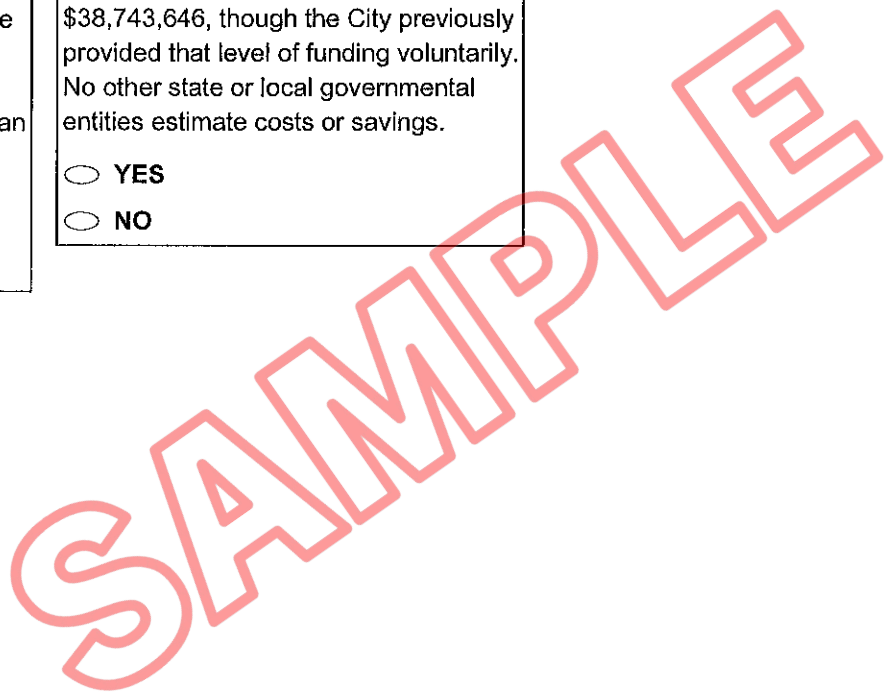 e
an
$38,743,646, though the City previously
provided that level of funding voluntarily.
No other state or local governmental
entities estimate costs or savings.
YES
NO
SAMPLE